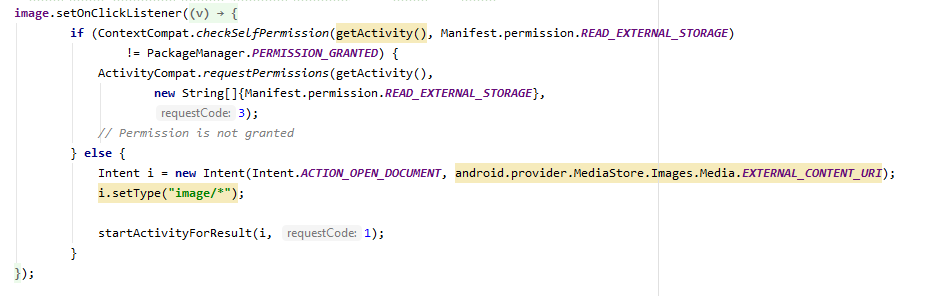 image.setOnClickListener((v) → {
if (ContextCompat.checkSelfPermission(getActivity(), Manifest.permission.READ_EXTERNAL_STORAGE)
!= PackageManager.PERMISSION_GRANTED) {
ActivityCompat.requestPermissions(getActivity(),
new String[]{Manifest.permission.READ_EXTERNAL_STORAGE},
requestCode: 3);
// Permission is not granted
} else {
Intent i = new Intent(Intent.ACTION_OPEN_DOCUMENT, android.provider.MediaStore.Images.Media.EXTERNAL_CONTENT_URI);
i.setType("image/*");
startActivityForResult(i, requestCode: 1);
}
});